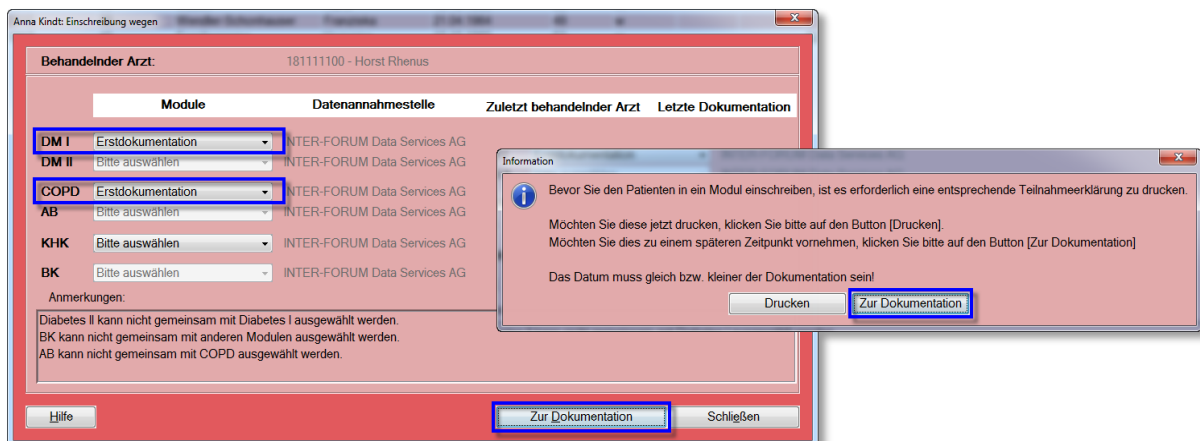 Anna Kindt: Einschreibung wegen
Behandelnder Arzt: 181111100 - Horst Rhenus
Module Datenannahmestelle Zuletzt behandelnder Arzt Letzte Dokumentation
DM I Erstdokumentation INTER-FORUM Data Services AG
DM II Bitte auswählen INTER-FORUM Data Services AG
COPD Erstdokumentation INTER-FORUM Data Services AG
AB Bitte auswählen INTER-FORUM Data Services AG
KHK Bitte auswählen INTER-FORUM Data Services AG
BK Bitte auswählen INTER-FORUM Data Services AG
Anmerkungen:
Diabetes II kann nicht gemeinsam mit Diabetes I ausgewählt werden.
BK kann nicht gemeinsam mit anderen Modulen ausgewählt werden.
AB kann nicht gemeinsam mit COPD ausgewählt werden.
Hilfe Zur Dokumentation Schließen
Information
Bevor Sie den Patienten in ein Modul einschreiben, ist es erforderlich eine entsprechende Teilnahmeerklärung zu drucken.
Möchten Sie diese jetzt drucken, klicken Sie bitte auf den Button [Drucken].
Möchten Sie dies zu einem späteren Zeitpunkt vornehmen, klicken Sie bitte auf den Button [Zur Dokumentation]
Das Datum muss gleich bzw. kleiner der Dokumentation sein!
Drucken Zur Dokumentation